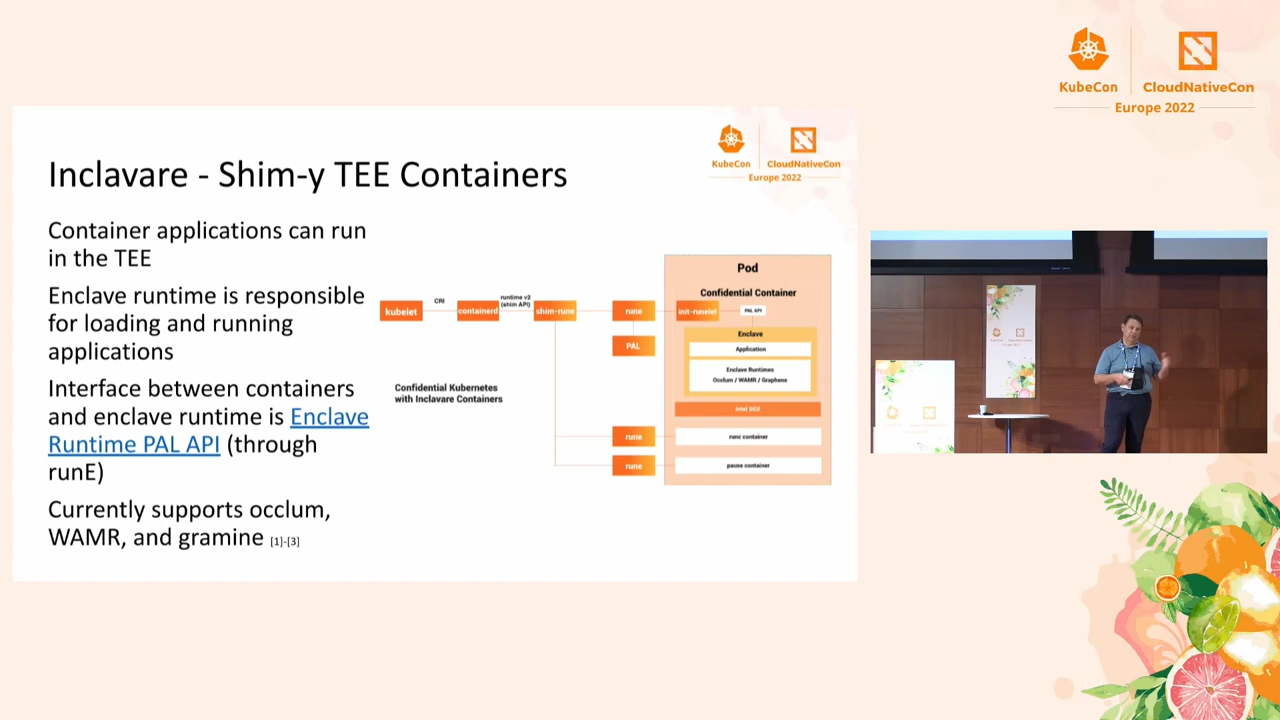 KubeCon
CloudNativeCon
Europe 2022
KubeCon
CloudNativeCon
Europe 2022
Inclavare - Shim-y TEE Containers
Container applications can run
in the TEE
Enclave runtime is responsible
for loading and running
applications
Interface between containers
and enclave runtime is Enclave
Runtime PAL API (through
runE)
Currently supports occlum,
WAMR, and gramine [1]-[3]
kubelet
CRI
containerd
runtime v2
(shim API)
shim-rune
rune
PAL
rune
rune
Confidential Kubernetes
with Inclavare Containers
Pod
Confidential Container
init-runelet
PAL API
Enclave
Application
Enclave Runtimes
Occlum / WAMR / Graphene
Intel SGX
runc container
pause container